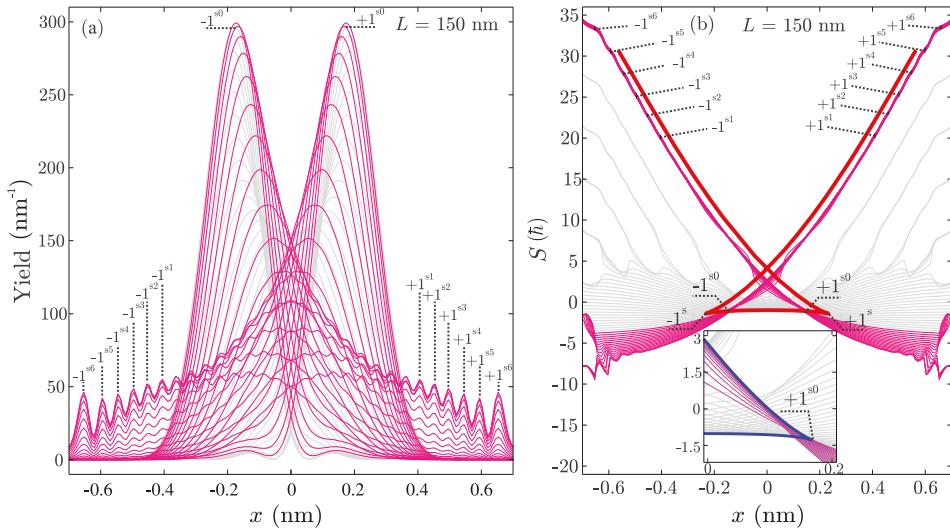 (a)
L = 150 nm
-1^s0
+1^s0
300
250
200
150
100
50
0
Yield (nm⁻¹)
-1^s1
-1^s2
-1^s3
-1^s4
-1^s5
-1^s6
+1^s1
+1^s2
+1^s3
+1^s4
+1^s5
+1^s6
-0.6 -0.4 -0.2 0 0.2 0.4 0.6
x (nm)
(b)
L = 150 nm
35
30
25
20
15
10
5
0
-5
-10
-15
-20
S (ħ)
-1^s6
-1^s5
-1^s4
-1^s3
-1^s2
-1^s1
+1^s6
+1^s5
+1^s4
+1^s3
+1^s2
+1^s1
-1^s0
+1^s0
-1^s
+1^s
3
1.5
0
-1.5
+1^s0
0 0.2
-0.6 -0.4 -0.2 0 0.2 0.4 0.6
x (nm)